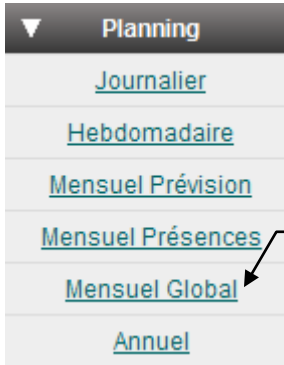 Planning
Journalier
Hebdomadaire
Mensuel Prévision
Mensuel Présences
Mensuel Global
Annuel